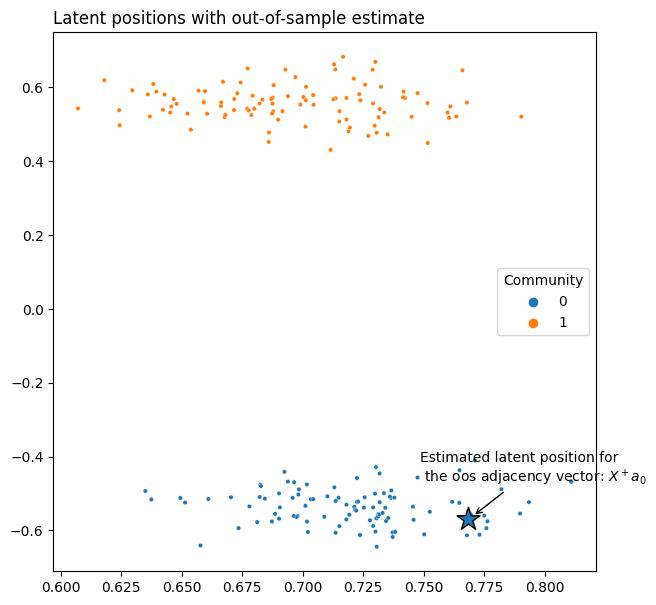 Latent positions with out-of-sample estimate
0.6
0.4
0.2
0.0
−0.2
−0.4
−0.6
Community
0
1
Estimated latent position for
the oos adjacency vector: $X^+a_0$
0.600 0.625 0.650 0.675 0.700 0.725 0.750 0.775 0.800